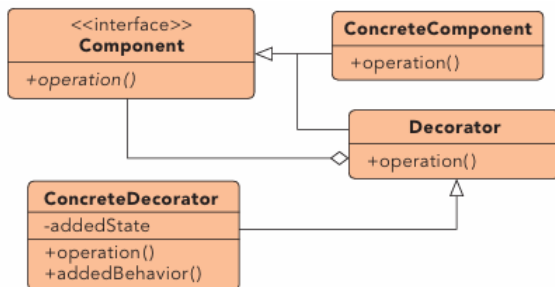 <<interface>>
Component
+operation()
ConcreteComponent
+operation()
Decorator
+operation()
ConcreteDecorator
-addedState
+operation()
+addedBehavior()